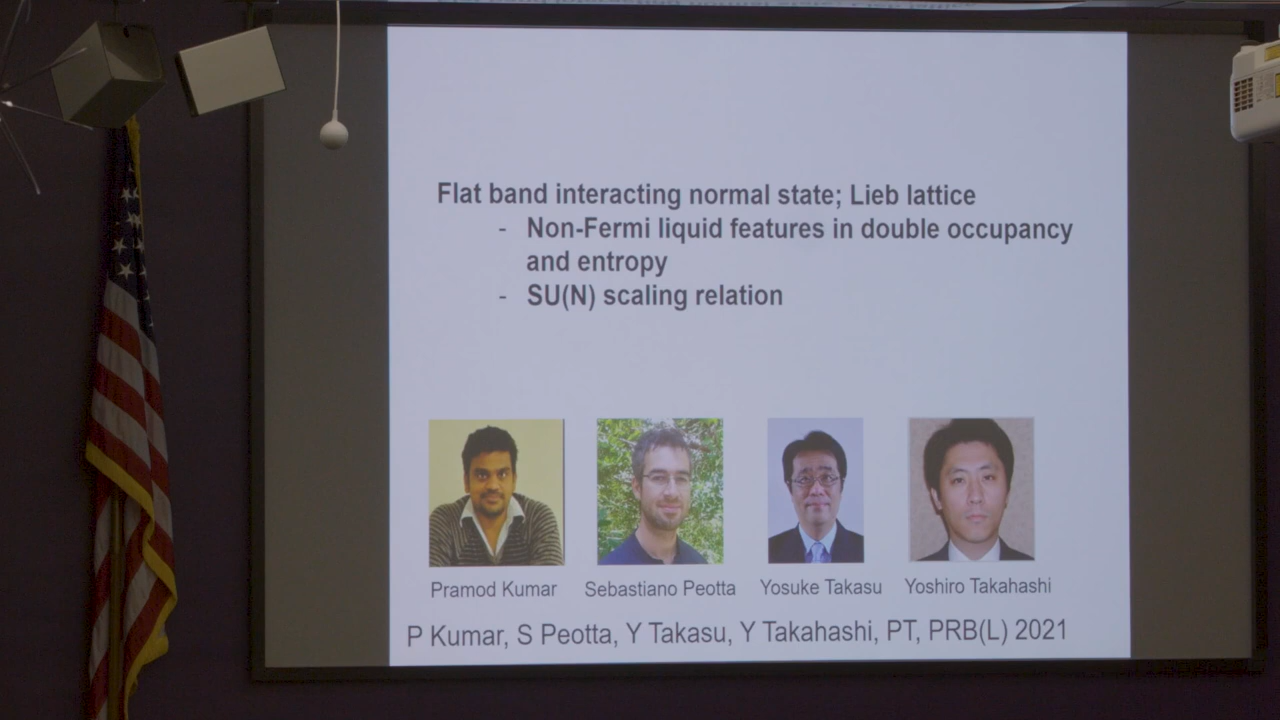 Flat band interacting normal state; Lieb lattice
- Non-Fermi liquid features in double occupancy
and entropy
- SU(N) scaling relation
Pramod Kumar
Sebastiano Peotta
Yosuke Takasu
Yoshiro Takahashi
P Kumar, S Peotta, Y Takasu, Y Takahashi, PT, PRB(L) 2021